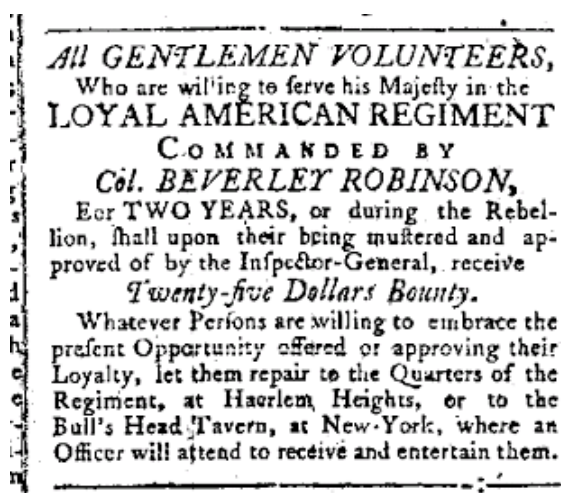 All GENTLEMEN VOLUNTEERS,
Who are willing to ſerve his Majeſty in the
LOYAL AMERICAN REGIMENT
COMMANDED BY
Col. BEVERLEY ROBINSON,
For TWO YEARS, or during the Rebel-
lion, ſhall upon their being muſtered and ap-
proved of by the Inſpector-General, receive
Twenty-five Dollars Bounty.
Whatever Perſons are willing to embrace the
preſent Opportunity offered or approving their
Loyalty, let them repair to the Quarters of the
Regiment, at Haerlem Heights, or to the
Bull's Head Tavern, at New-York, where an
Officer will attend to receive and entertain them.